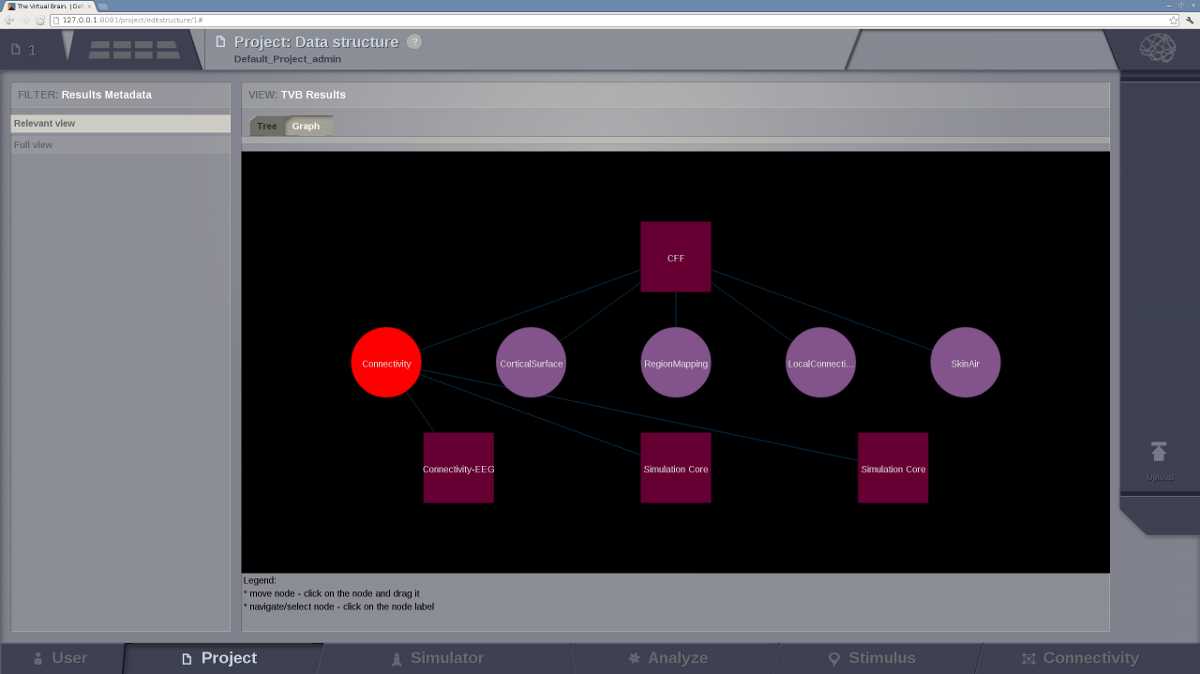 The Virtual Brain. | Dat
127.0.0.1:8081/project/editstructure/1#
1
Project: Data structure ?
Default_Project_admin
FILTER: Results Metadata
Relevant view
Full view
VIEW: TVB Results
Tree Graph
CFF
Connectivity CorticalSurface RegionMapping LocalConnecti... SkinAir
Connectivity-EEG Simulation Core Simulation Core
Upload
Legend:
* move node - click on the node and drag it
* navigate/select node - click on the node label
User Project Simulator Analyze Stimulus Connectivity